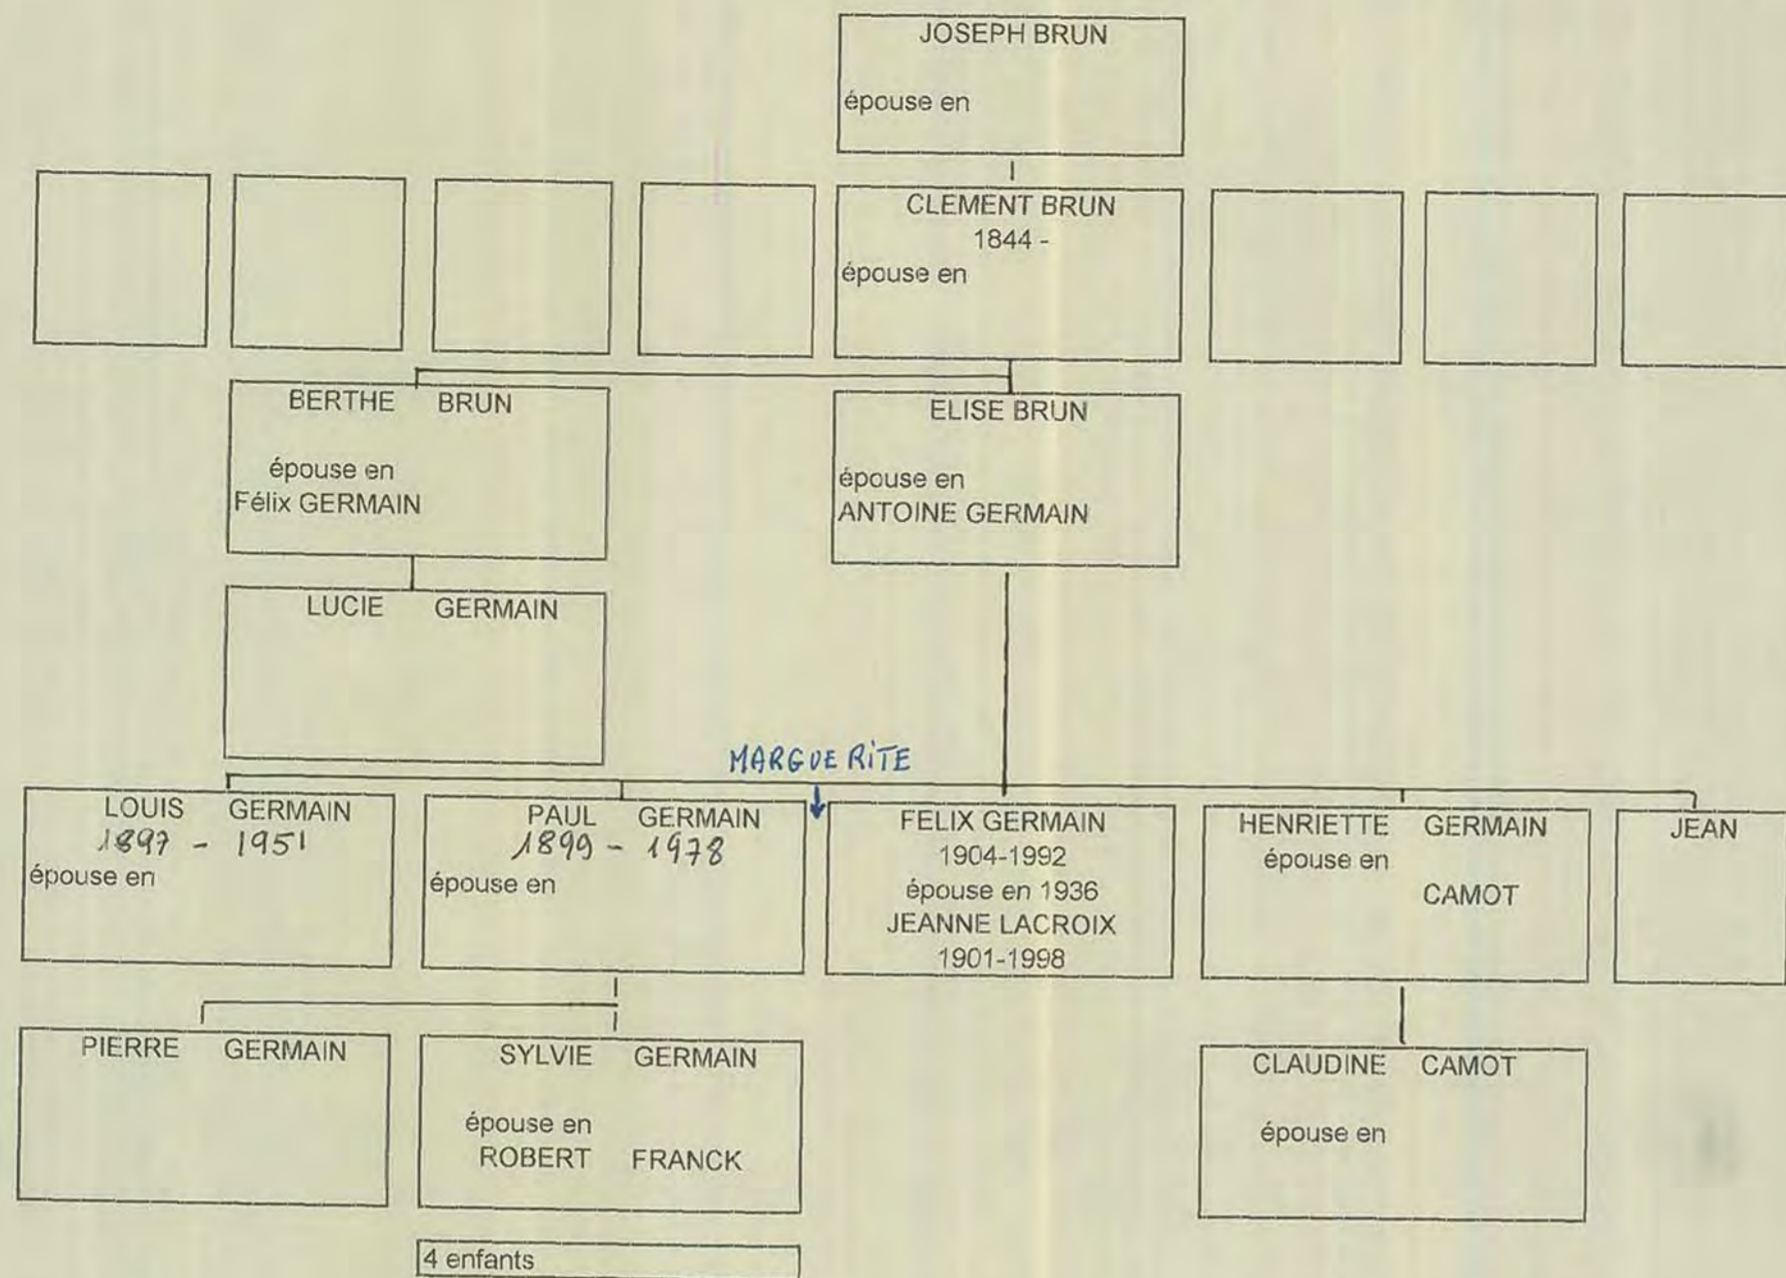 JOSEPH BRUN
épouse en
CLEMENT BRUN
1844 -
épouse en
BERTHE BRUN
épouse en
Félix GERMAIN
ELISE BRUN
épouse en
ANTOINE GERMAIN
LUCIE GERMAIN
MARGUERITE
LOUIS GERMAIN
1897 - 1951
épouse en
PAUL GERMAIN
1899 - 1978
épouse en
FELIX GERMAIN
1904-1992
épouse en 1936
JEANNE LACROIX
1901-1998
HENRIETTE GERMAIN
épouse en
CAMOT
JEAN
PIERRE GERMAIN
SYLVIE GERMAIN
épouse en
ROBERT FRANCK
CLAUDINE CAMOT
épouse en
4 enfants